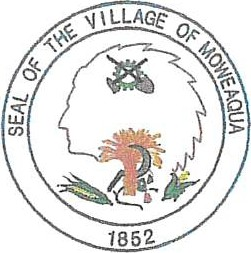 SEAL OF THE VILLAGE OF MOWEAQUA
1852